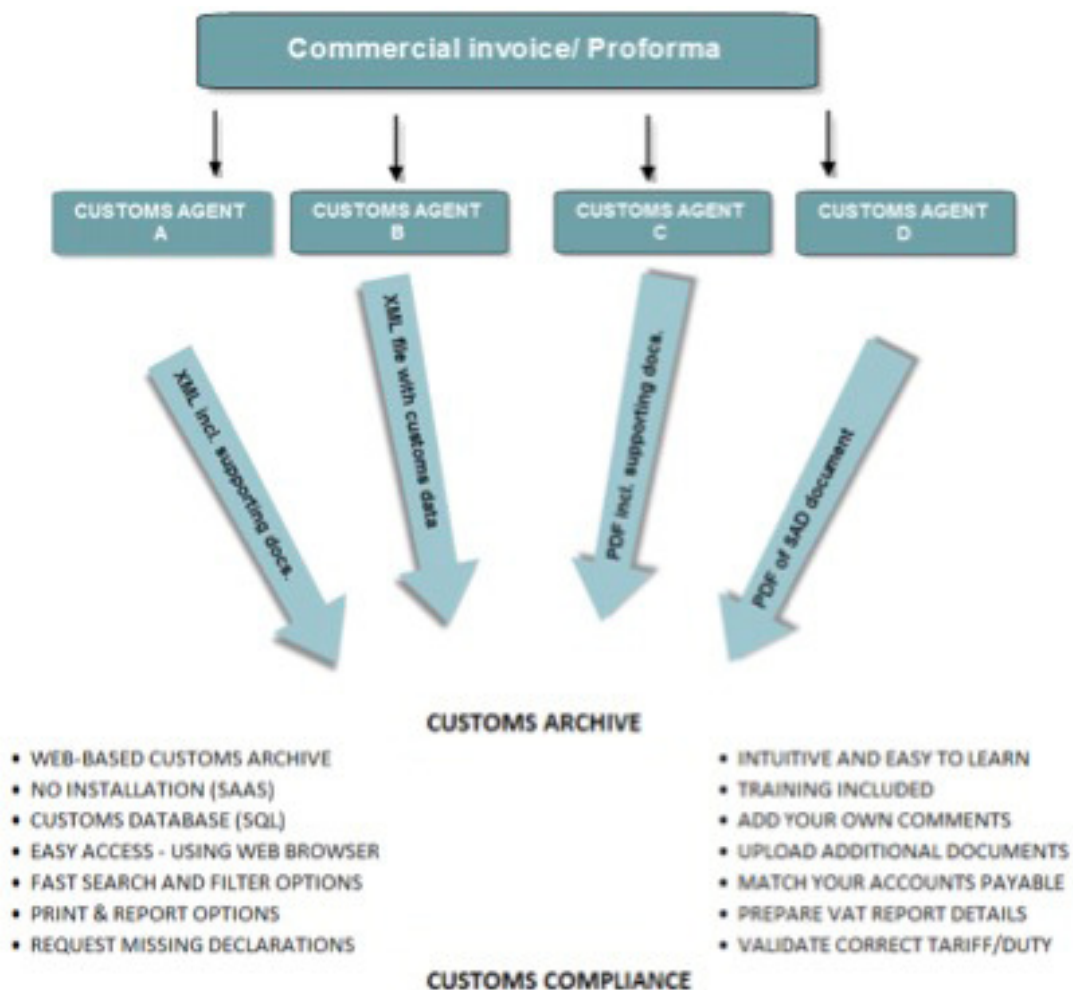 Commercial invoice/ Proforma
CUSTOMS AGENT
A
CUSTOMS AGENT
B
CUSTOMS AGENT
C
CUSTOMS AGENT
D
XML incl. supporting docs.
XML file with customs data
PDF incl. supporting docs.
PDF of SAD document
CUSTOMS ARCHIVE
• WEB-BASED CUSTOMS ARCHIVE
• NO INSTALLATION (SAAS)
• CUSTOMS DATABASE (SQL)
• EASY ACCESS - USING WEB BROWSER
• FAST SEARCH AND FILTER OPTIONS
• PRINT & REPORT OPTIONS
• REQUEST MISSING DECLARATIONS
• INTUITIVE AND EASY TO LEARN
• TRAINING INCLUDED
• ADD YOUR OWN COMMENTS
• UPLOAD ADDITIONAL DOCUMENTS
• MATCH YOUR ACCOUNTS PAYABLE
• PREPARE VAT REPORT DETAILS
• VALIDATE CORRECT TARIFF/DUTY
CUSTOMS COMPLIANCE